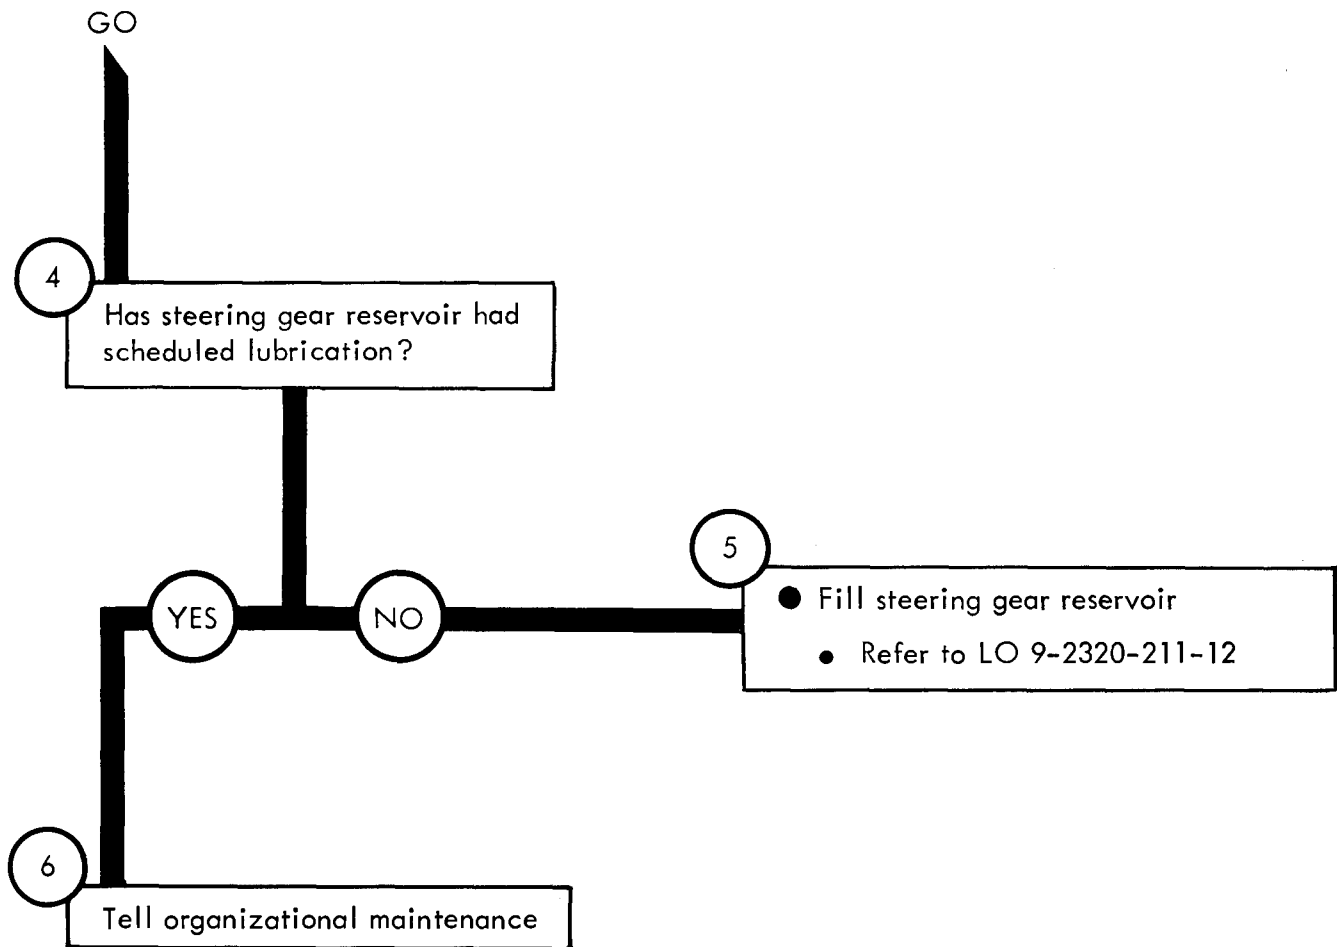 GO
4
Has steering gear reservoir had
scheduled lubrication?
YES
NO
5
● Fill steering gear reservoir
● Refer to LO 9-2320-211-12
6
Tell organizational maintenance